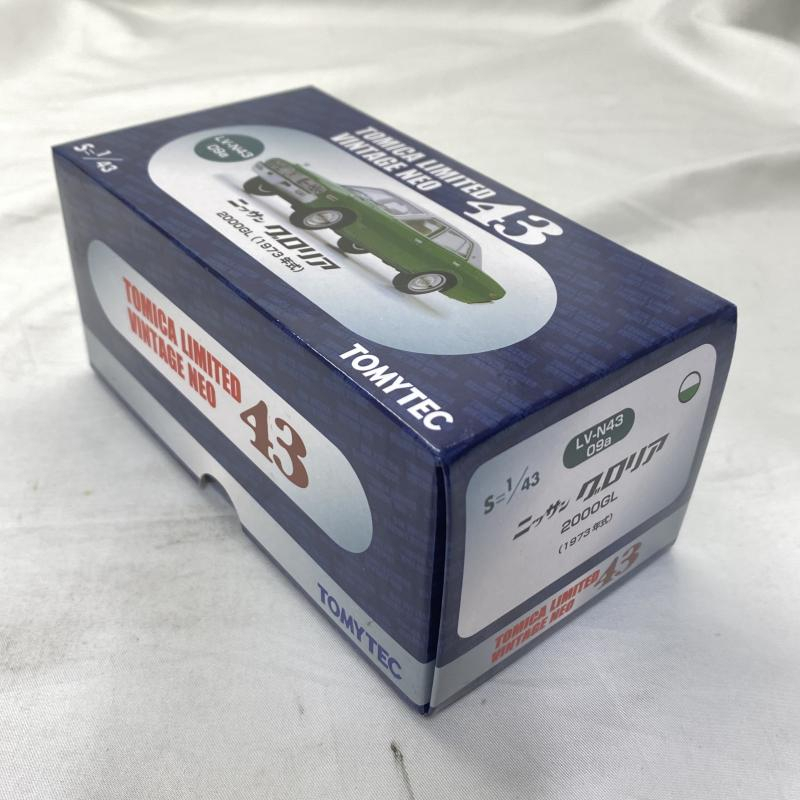 TOMICA LIMITED
VINTAGE NEO 43
S=1/43
LV-N43
09a
ニッサン グロリア
2000GL (1973年式)
TOMYTEC
TOMICA LIMITED
VINTAGE NEO 43
TOMYTEC
LV-N43
09a
S=1/43
ニッサン グロリア
2000GL
(1973年式)
TOMICA LIMITED
VINTAGE NEO 43